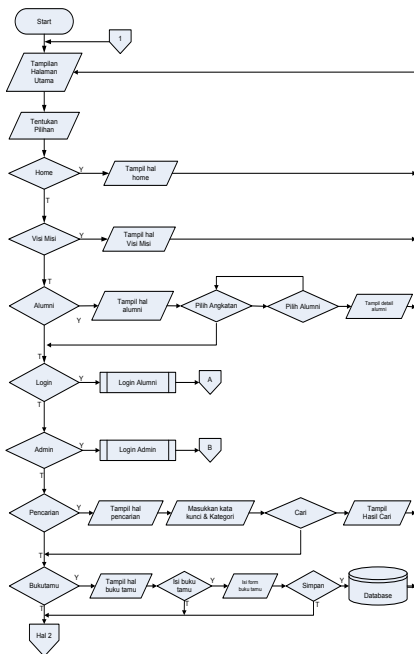 Start
1
Tampilan
Halaman
Utama
Tentukan
Pilihan
Home
Y
Tampil hal
home
T
Visi Misi
Y
Tampil hal
Visi Misi
T
Alumni
Y
Tampil hal
alumni
Pilih Angkatan
Pilih Alumni
Tampil detail
alumni
T
Login
Y
Login Alumni
A
T
Admin
Y
Login Admin
B
T
Pencarian
Y
Tampil hal
pencarian
Masukkan kata
kunci & Kategori
Cari
Tampil
Hasil Cari
T
Bukutamu
Y
Tampil hal
buku tamu
Isi buku
tamu
Y
Isi form
buku tamu
Simpan
Y
Database
T
T
T
Hal 2